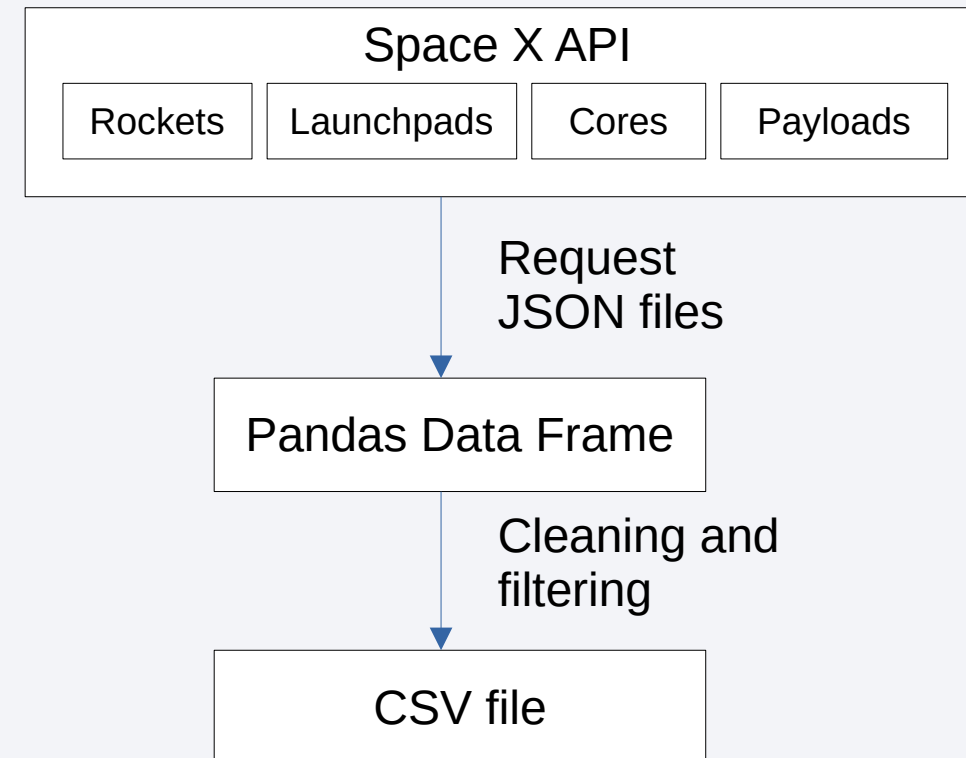 Space X API
Rockets
Launchpads
Cores
Payloads
Request
JSON files
Pandas Data Frame
Cleaning and
filtering
CSV file